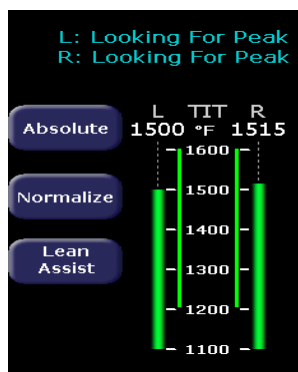 L: Looking For Peak
R: Looking For Peak
L TIT R
Absolute
1500 °F 1515
1600
Normalize
1500
1400
Lean
Assist
1300
1200
1100